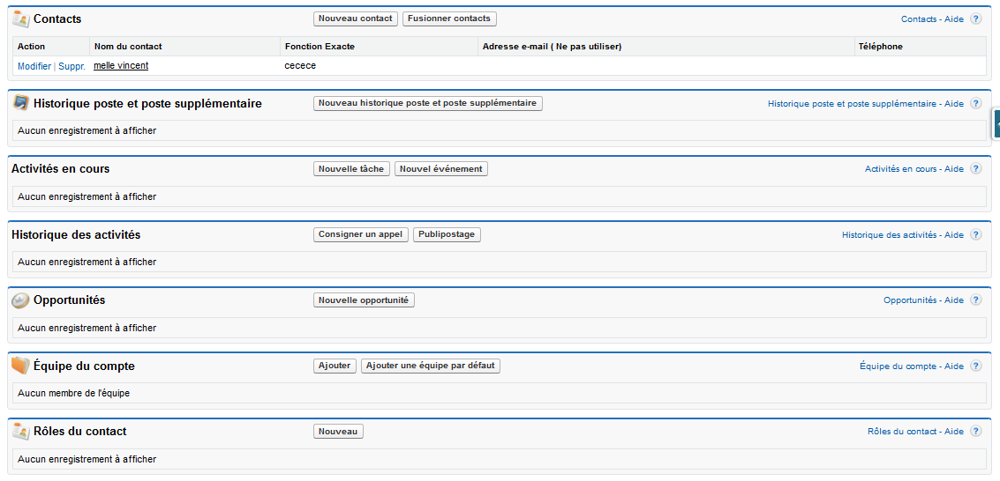 Contacts Nouveau contact Fusionner contacts Contacts - Aide ?
Action Nom du contact Fonction Exacte Adresse e-mail ( Ne pas utiliser) Téléphone
Modifier | Suppr. melle vincent cecece
Historique poste et poste supplémentaire Nouveau historique poste et poste supplémentaire Historique poste et poste supplémentaire - Aide ?
Aucun enregistrement à afficher
Activités en cours Nouvelle tâche Nouvel événement Activités en cours - Aide ?
Aucun enregistrement à afficher
Historique des activités Consigner un appel Publipostage Historique des activités - Aide ?
Aucun enregistrement à afficher
Opportunités Nouvelle opportunité Opportunités - Aide ?
Aucun enregistrement à afficher
Équipe du compte Ajouter Ajouter une équipe par défaut Équipe du compte - Aide ?
Aucun membre de l'équipe
Rôles du contact Nouveau Rôles du contact - Aide ?
Aucun enregistrement à afficher